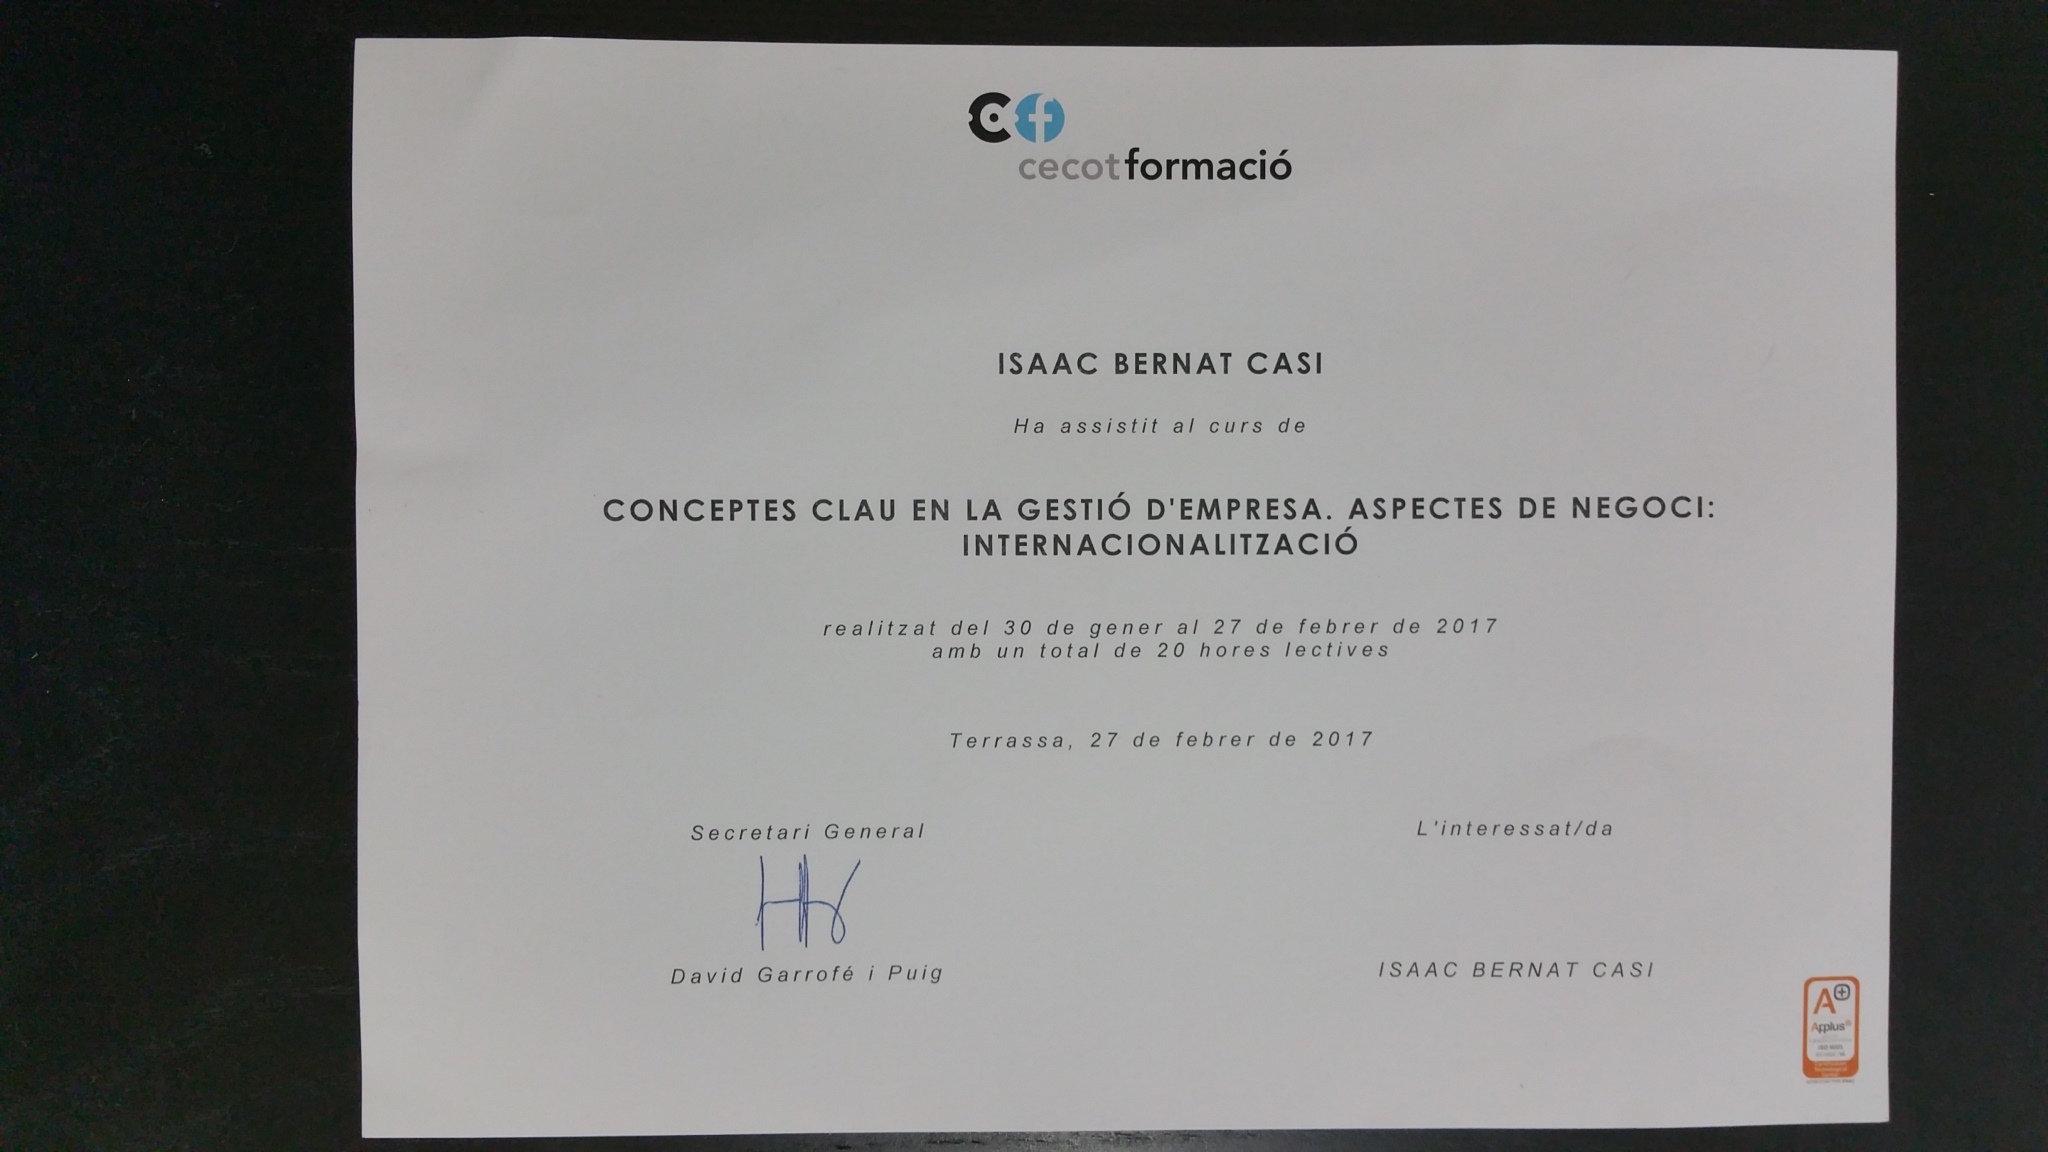 cf
cecot formació
ISAAC BERNAT CASI
Ha assistit al curs de
CONCEPTES CLAU EN LA GESTIÓ D'EMPRESA. ASPECTES DE NEGOCI:
INTERNACIONALITZACIÓ
realitzat del 30 de gener al 27 de febrer de 2017
amb un total de 20 hores lectives
Terrassa, 27 de febrer de 2017
Secretari General
L'interessat/da
David Garrofé i Puig
ISAAC BERNAT CASI
A+
Applus+